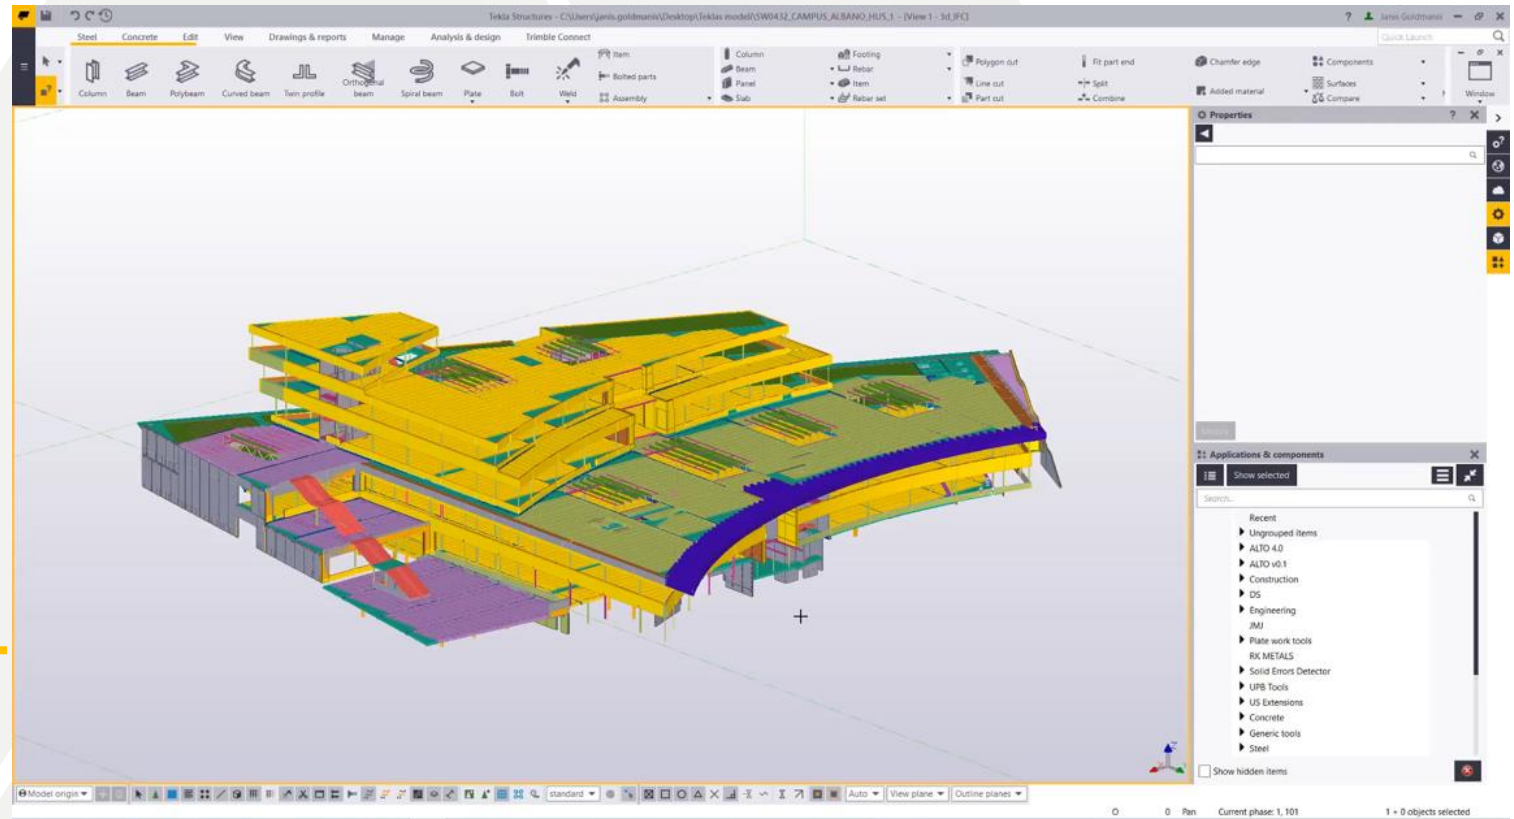 Tekla Structures - C:\Users\janis.goldmanis\Desktop\Teklas modeli\SW0432_CAMPUS_ALBANO_HUS_1 - [View 1 - 3d_IFC]
? Janis Goldmanis
Steel Concrete Edit View Drawings & reports Manage Analysis & design Trimble Connect
Quick Launch
Column
Beam
Polybeam
Curved beam
Twin profile
Orthogonal
beam
Spiral beam
Plate
Bolt
Weld
Item
Bolted parts
Assembly
Column
Beam
Panel
Slab
Footing
Rebar
Item
Rebar set
Polygon cut
Line cut
Part cut
Fit part end
Split
Combine
Chamfer edge
Added material
Components
Surfaces
Compare
Window
Properties ?
Modify
Applications & components
Show selected
Search...
Recent
Ungrouped items
ALTO 4.0
ALTO v0.1
Construction
DS
Engineering
JMJ
Plate work tools
RK METALS
Solid Errors Detector
UPB Tools
US Extensions
Concrete
Generic tools
Steel
Show hidden items
Model origin
standard
Auto
View plane
Outline planes
O 0 Pan Current phase: 1, 101 1 + 0 objects selected